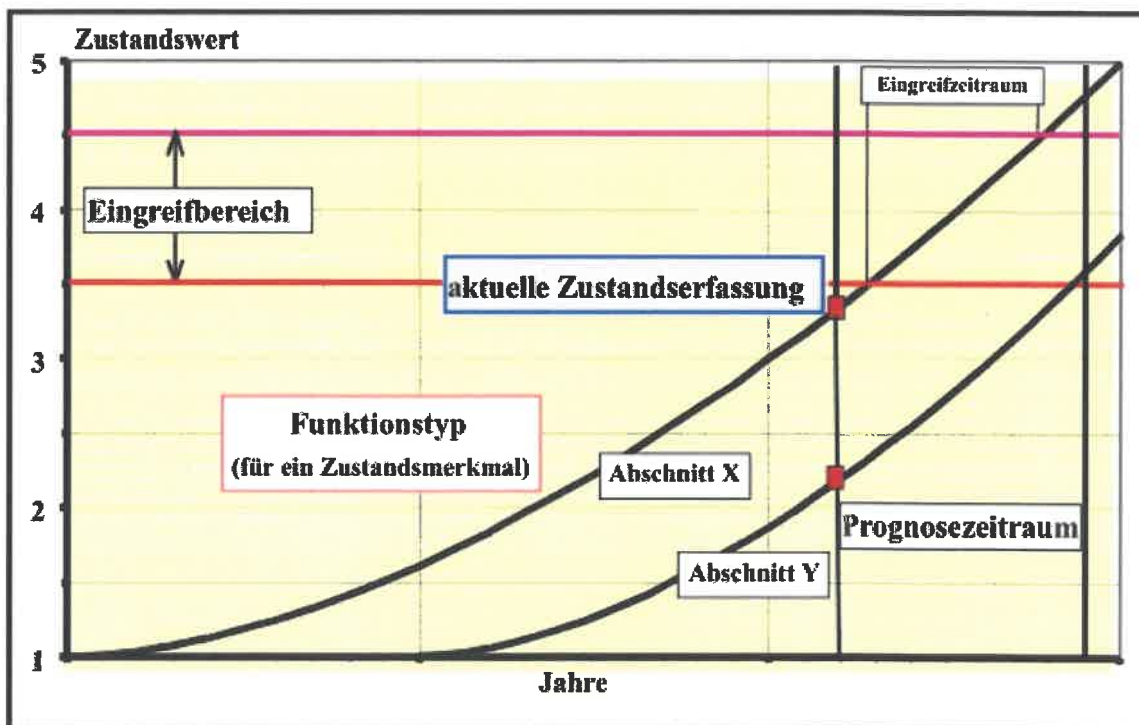 Zustandswert
5
Eingreifzeitraum
Eingreifbereich
4
aktuelle Zustandserfassung
3
Funktionstyp
(für ein Zustandsmerkmal)
Abschnitt X
2
Prognosezeitraum
Abschnitt Y
1
Jahre